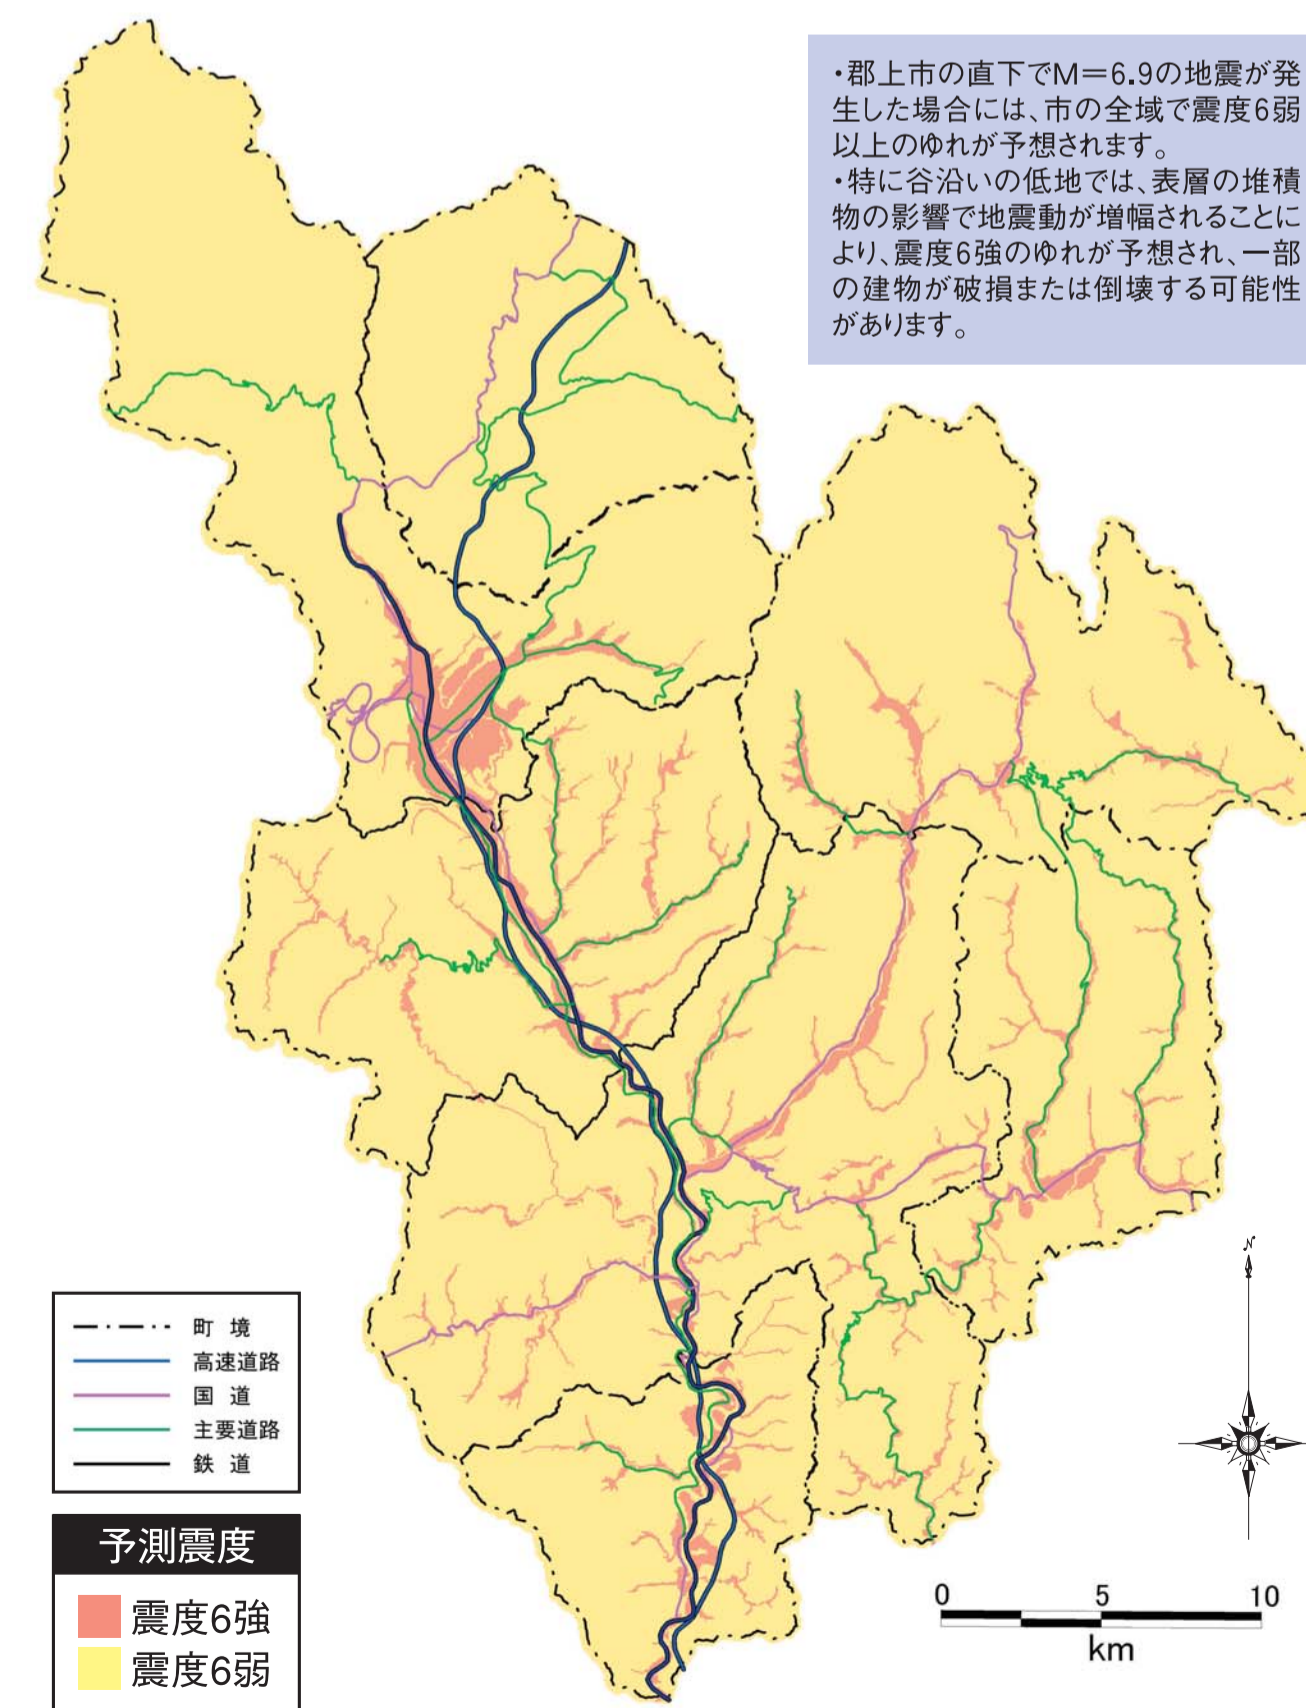 ・郡上市の直下でM＝6.9の地震が発
生した場合には、市の全域で震度6弱
以上のゆれが予想されます。
・特に谷沿いの低地では、表層の堆積
物の影響で地震動が増幅されることに
より、震度6強のゆれが予想され、一部
の建物が破損または倒壊する可能性
があります。
町 境
高速道路
国 道
主要道路
鉄 道
予測震度
震度6強
震度6弱
N
0 5 10
km